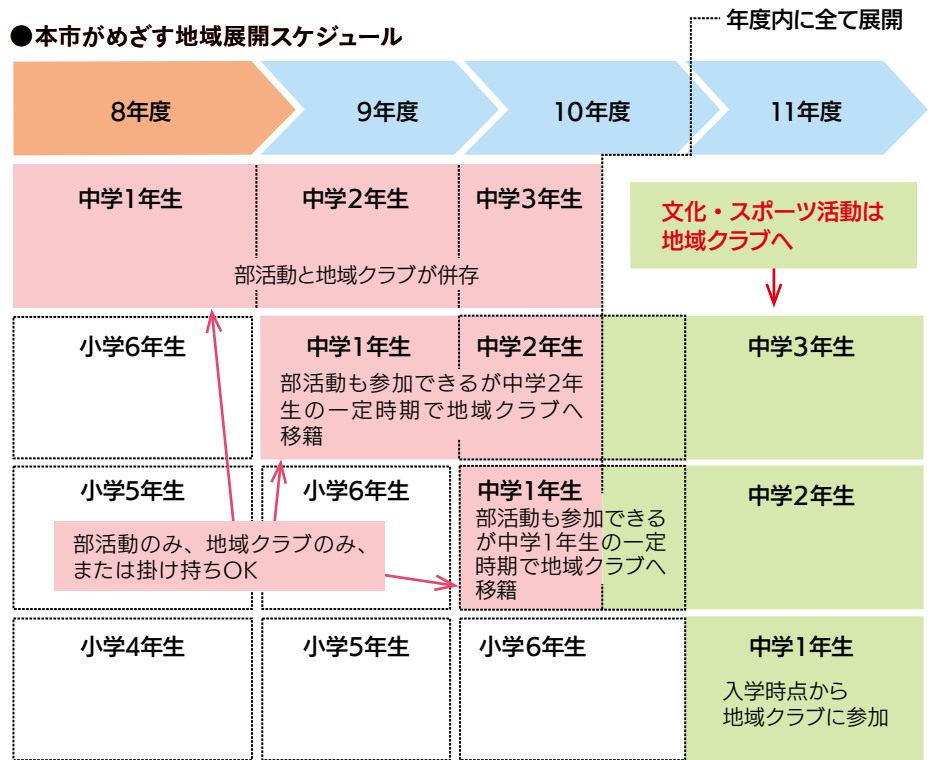 ●本市がめざす地域展開スケジュール
年度内に全て展開
8年度
9年度
10年度
11年度
中学1年生
中学2年生
中学3年生
部活動と地域クラブが併存
文化・スポーツ活動は
地域クラブへ
小学6年生
中学1年生
中学2年生
部活動も参加できるが中学2年
生の一定時期で地域クラブへ
移籍
中学3年生
小学5年生
小学6年生
中学1年生
部活動も参加できる
が中学1年生の一定
時期で地域クラブへ
移籍
中学2年生
部活動のみ、地域クラブのみ、
または掛け持ちOK
小学4年生
小学5年生
小学6年生
中学1年生
入学時点から
地域クラブに参加